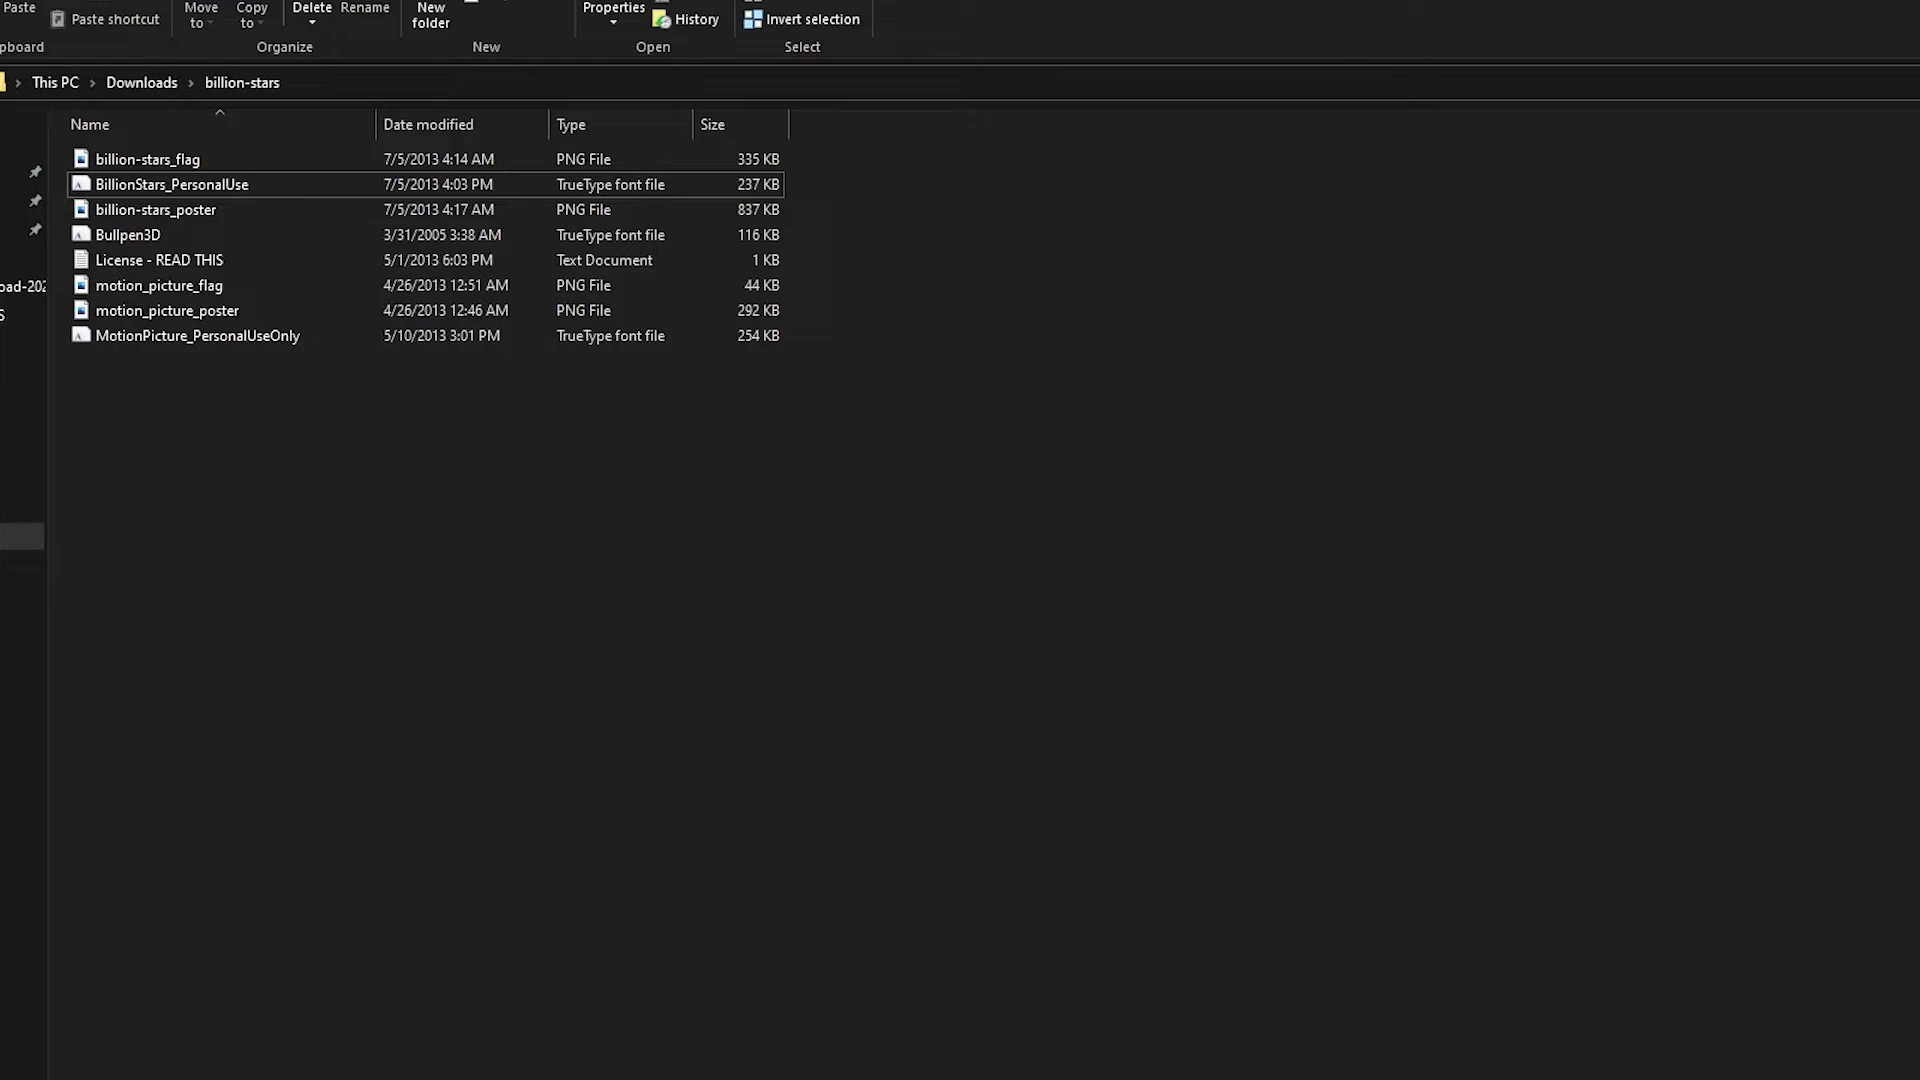 Paste
Paste shortcut
Move to
Copy to
Delete
Rename
New folder
Properties
History
Invert selection
pboard
Organize
New
Open
Select
This PC > Downloads > billion-stars
Name Date modified Type Size
billion-stars_flag 7/5/2013 4:14 AM PNG File 335 KB
BillionStars_PersonalUse 7/5/2013 4:03 PM TrueType font file 237 KB
billion-stars_poster 7/5/2013 4:17 AM PNG File 837 KB
Bullpen3D 3/31/2005 3:38 AM TrueType font file 116 KB
License - READ THIS 5/1/2013 6:03 PM Text Document 1 KB
oad-202
motion_picture_flag 4/26/2013 12:51 AM PNG File 44 KB
S
motion_picture_poster 4/26/2013 12:46 AM PNG File 292 KB
MotionPicture_PersonalUseOnly 5/10/2013 3:01 PM TrueType font file 254 KB